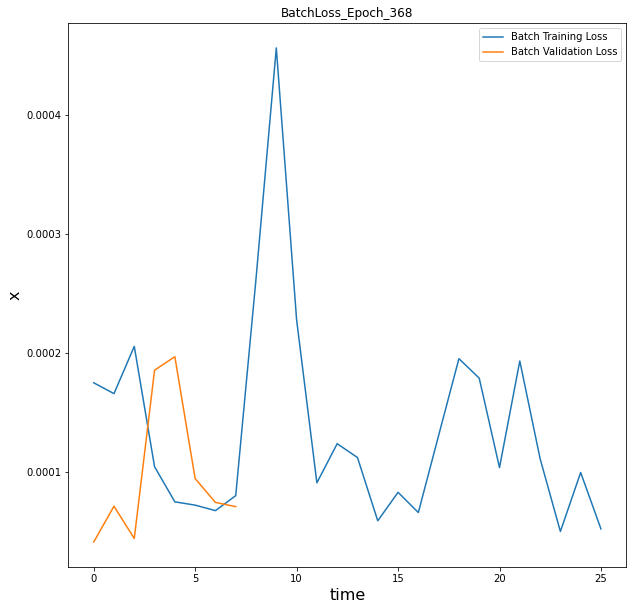 BatchLoss_Epoch_368
Batch Training Loss
Batch Validation Loss
0.0004
0.0003
0.0002
0.0001
x
0
5
10
15
20
25
time